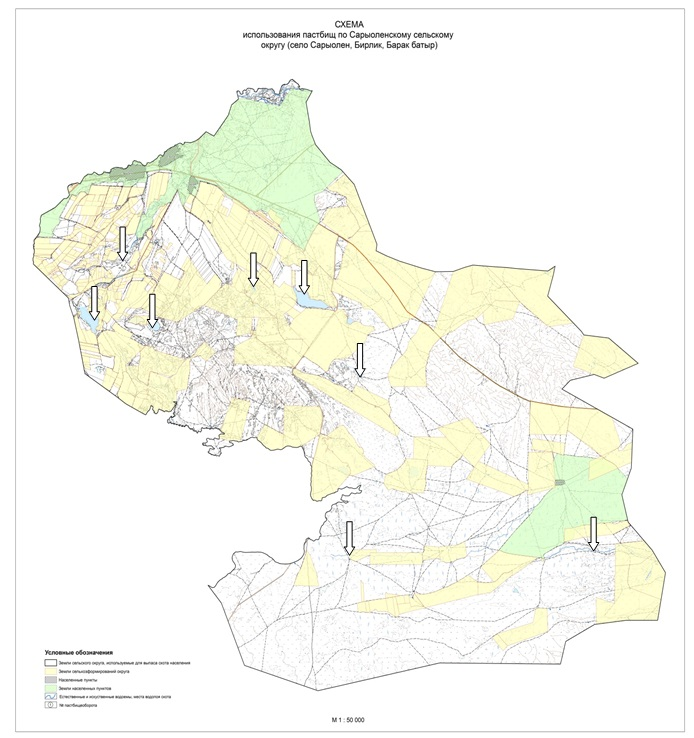 СХЕМА
использования пастбищ по Сарыоленскому сельскому
округу (село Сарыолен, Бирлик, Барак батыр)
Условные обозначения
Земли сельского округа, используемые для выпаса скота населения
Земли сельхозформирований округа
Населенные пункты
Земли населенных пунктов
Естественные и искуственные водоемы, места водопоя скота
№ пастбищеоборота
М 1 : 50 000